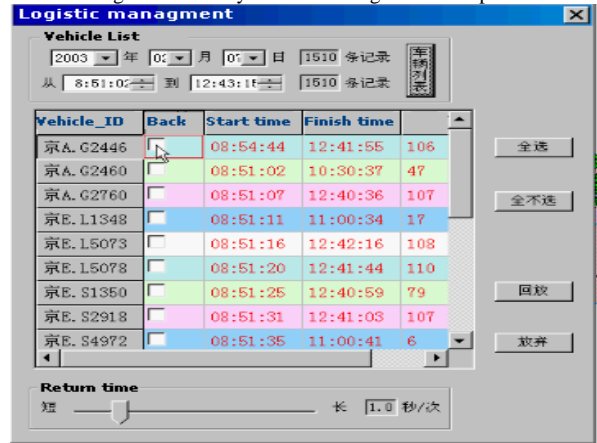 Logistic managment
Vehicle List
2003 年 月 日 1510 条记录
车辆列表
从 8:51:02 到 12:43:18 1510 条记录
Vehicle_ID Back Start time Finish time
京A.G2446 08:54:44 12:41:55 106
京A.G2460 08:51:02 10:30:37 47
京A.G2760 08:51:07 12:40:36 107
京E.L1348 08:51:11 11:00:34 17
京E.L5073 08:51:16 12:42:16 108
京E.L5078 08:51:20 12:41:44 110
京E.S1350 08:51:25 12:40:59 79
京E.S2918 08:51:31 12:41:03 107
京E.S4972 08:51:35 11:00:41 6
全选
全不选
回放
放弃
Return time
短 长 1.0 秒/次